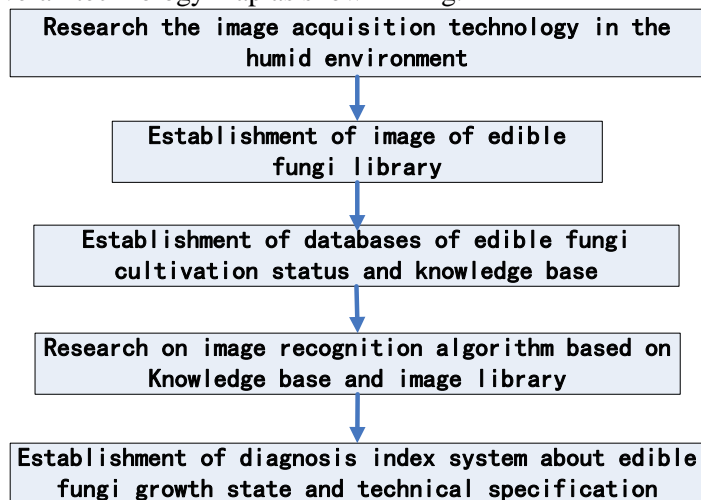 Research the image acquisition technology in the
humid environment
Establishment of image of edible
fungi library
Establishment of databases of edible fungi
cultivation status and knowledge base
Research on image recognition algorithm based on
Knowledge base and image library
Establishment of diagnosis index system about edible
fungi growth state and technical specification